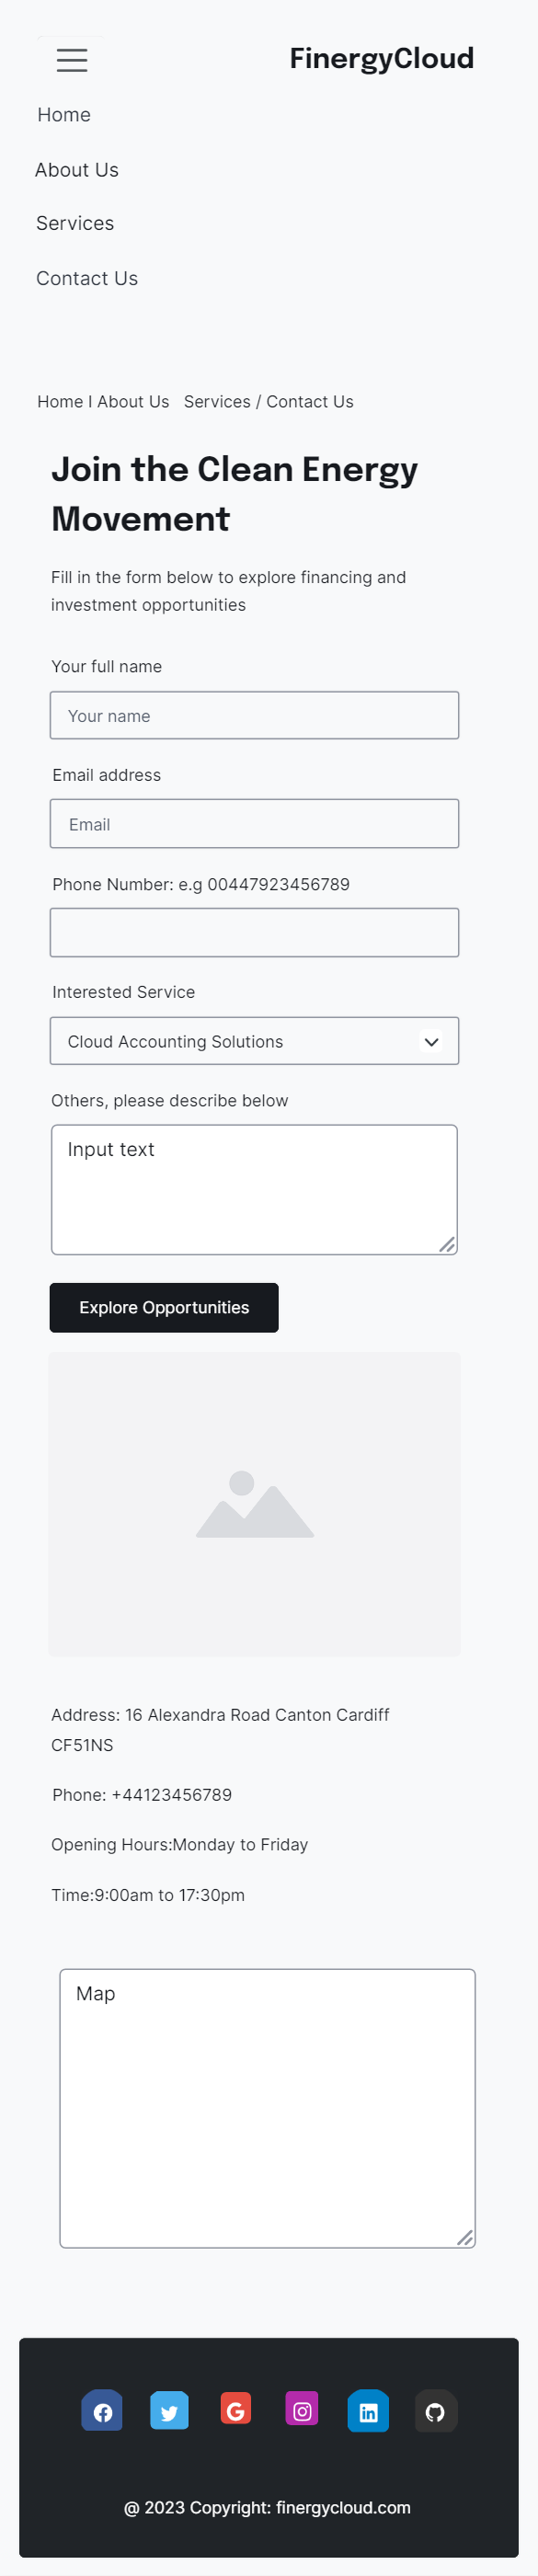 FinergyCloud
Home
About Us
Services
Contact Us
Home I About Us Services / Contact Us
Join the Clean Energy
Movement
Fill in the form below to explore financing and
investment opportunities
Your full name
Your name
Email address
Email
Phone Number: e.g 00447923456789
Interested Service
Cloud Accounting Solutions
Others, please describe below
Input text
Explore Opportunities
Address: 16 Alexandra Road Canton Cardiff
CF51NS
Phone: +44123456789
Opening Hours:Monday to Friday
Time:9:00am to 17:30pm
Map
@ 2023 Copyright: finergycloud.com